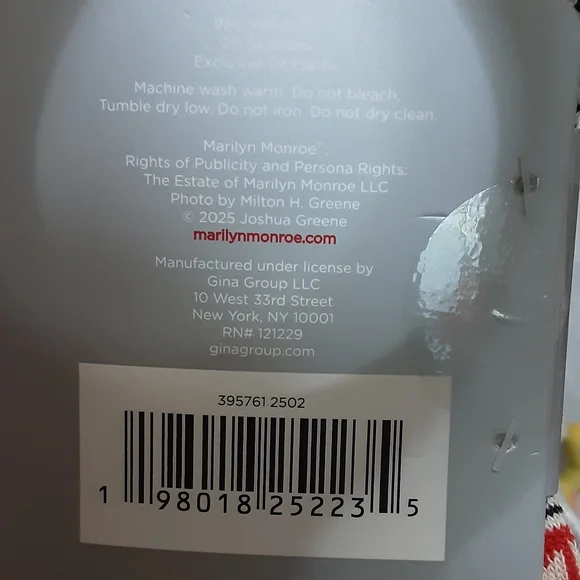 Machine wash warm. Do not bleach,
Tumble dry low. Do not iron. Do not dry clean.
Marilyn Monroe™.
Rights of Publicity and Persona Rights:
The Estate of Marilyn Monroe LLC
Photo by Milton H. Greene
© 2025 Joshua Greene
marilynmonroe.com
Manufactured under license by
Gina Group LLC
10 West 33rd Street
New York, NY 10001
RN# 121229
ginagroup.com
395761 2502
1 98018 25223 5